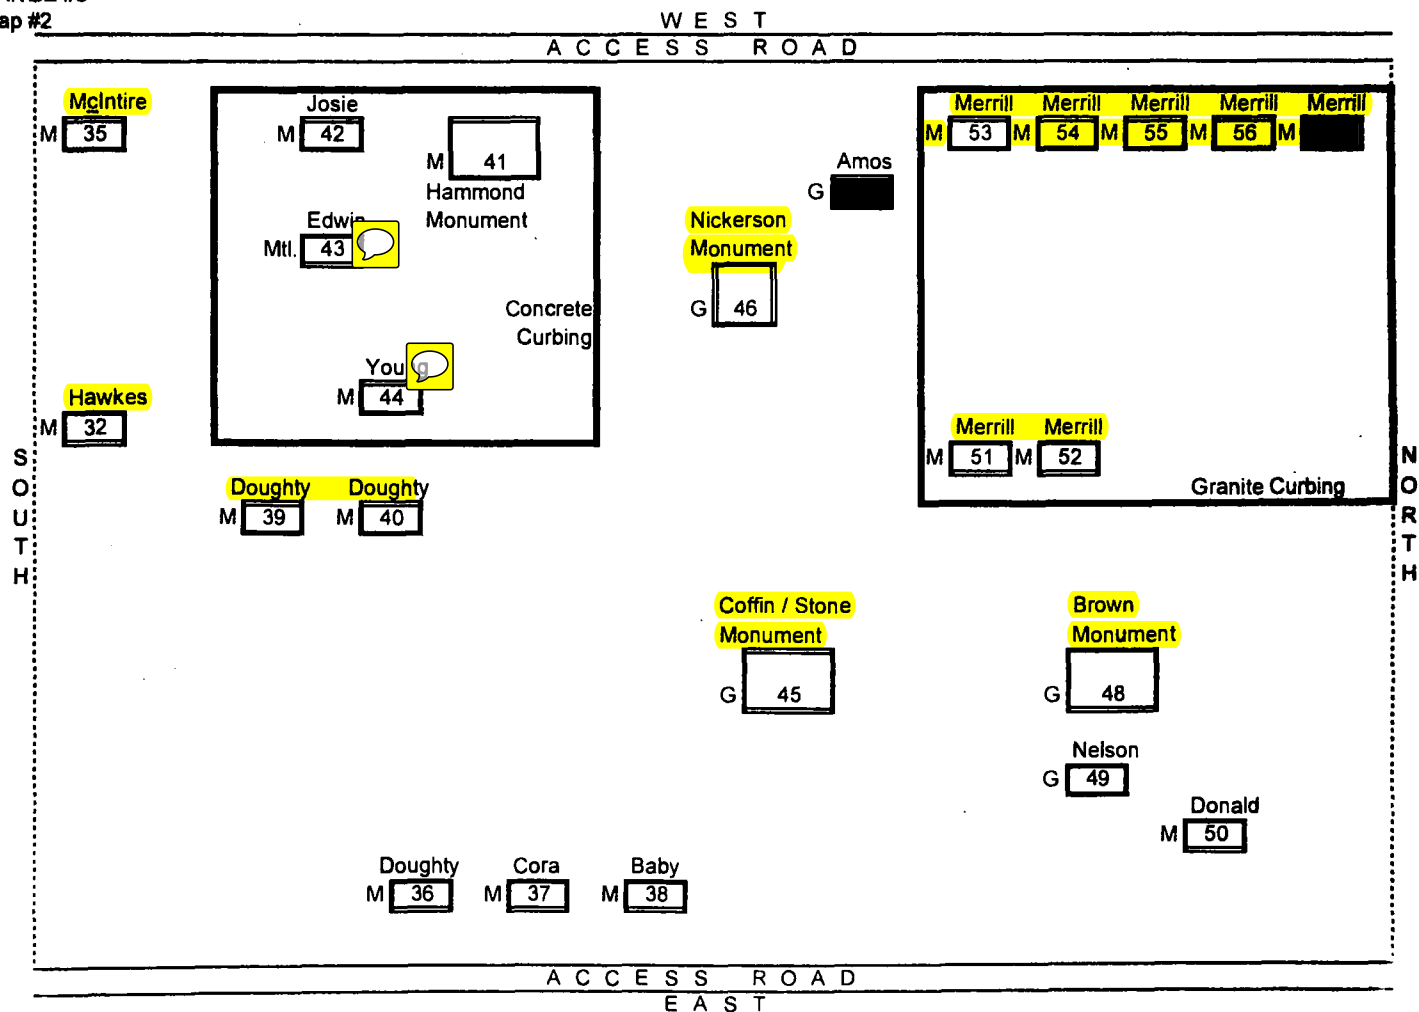 ap #2
WEST
ACCESS ROAD
McIntire
M 35
Josie
M 42
M 41
Hammond
Monument
Edwin
Mtl. 43
Concrete
Curbing
M 44
Hawkes
M 32
Doughty Doughty
M 39 M 40
Nickerson
Monument
G 46
Amos
G
Merrill Merrill Merrill Merrill Merrill
M 53 M 54 M 55 M 56 M
Merrill Merrill
M 51 M 52
Granite Curbing
SOUTH
NORTH
Coffin / Stone
Monument
G 45
Brown
Monument
G 48
Nelson
G 49
Donald
M 50
Doughty Cora Baby
M 36 M 37 M 38
ACCESS ROAD
EAST